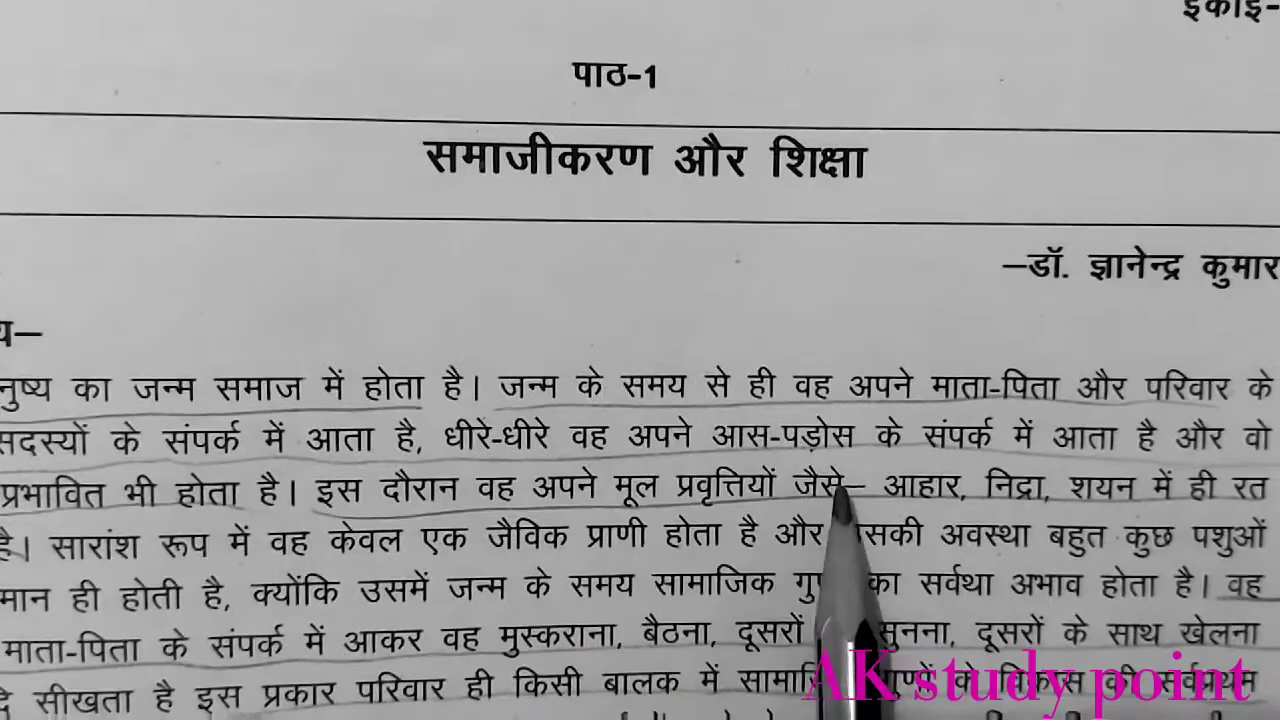 इकाई-
पाठ-1
समाजीकरण और शिक्षा
–डॉ. ज्ञानेन्द्र कुमार
य–
नुष्य का जन्म समाज में होता है। जन्म के समय से ही वह अपने माता-पिता और परिवार के
सदस्यों के संपर्क में आता है, धीरे-धीरे वह अपने आस-पड़ोस के संपर्क में आता है और वो
प्रभावित भी होता है। इस दौरान वह अपने मूल प्रवृत्तियों जैसे– आहार, निद्रा, शयन में ही रत
है। सारांश रूप में वह केवल एक जैविक प्राणी होता है और सकी अवस्था बहुत कुछ पशुओं
मान ही होती है, क्योंकि उसमें जन्म के समय सामाजिक का सर्वथा अभाव होता है। वह
माता-पिता के संपर्क में आकर वह मुस्कराना, बैठना, दूसरों सुनना, दूसरों के साथ खेलना
दे सीखता है इस प्रकार परिवार ही किसी बालक में के विकास की सर्वप्रथम
AK study point